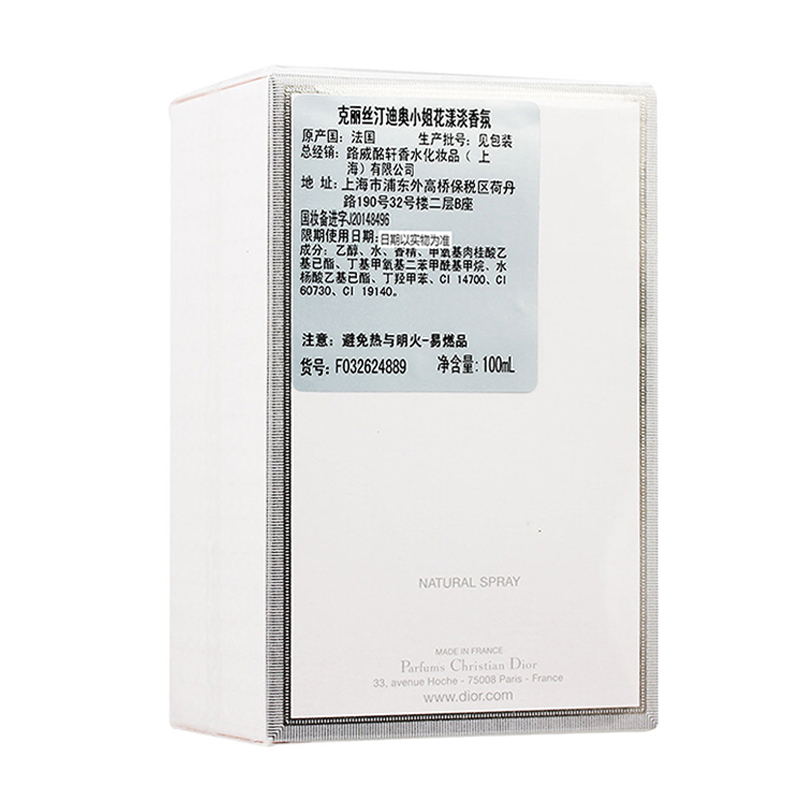 克丽丝汀迪奥小姐花漾淡香氛
原产国：法国 生产批号：见包装
总经销：路威酩轩香水化妆品（上
海）有限公司
地 址：上海市浦东外高桥保税区荷丹
路190号32号楼二层B座
国妆备进字J20148496
限期使用日期：日期以实物为准
成分：乙醇、水、香精、甲氧基肉桂酸乙
基己酯、丁基甲氧基二苯甲酰基甲烷、水
杨酸乙基己酯、丁羟甲苯、CI 14700、CI
60730、CI 19140。
注意：避免热与明火-易燃品
货号：F032624889 净含量：100mL
NATURAL SPRAY
MADE IN FRANCE
Parfums Christian Dior
33, avenue Hoche - 75008 Paris - France
www.dior.com